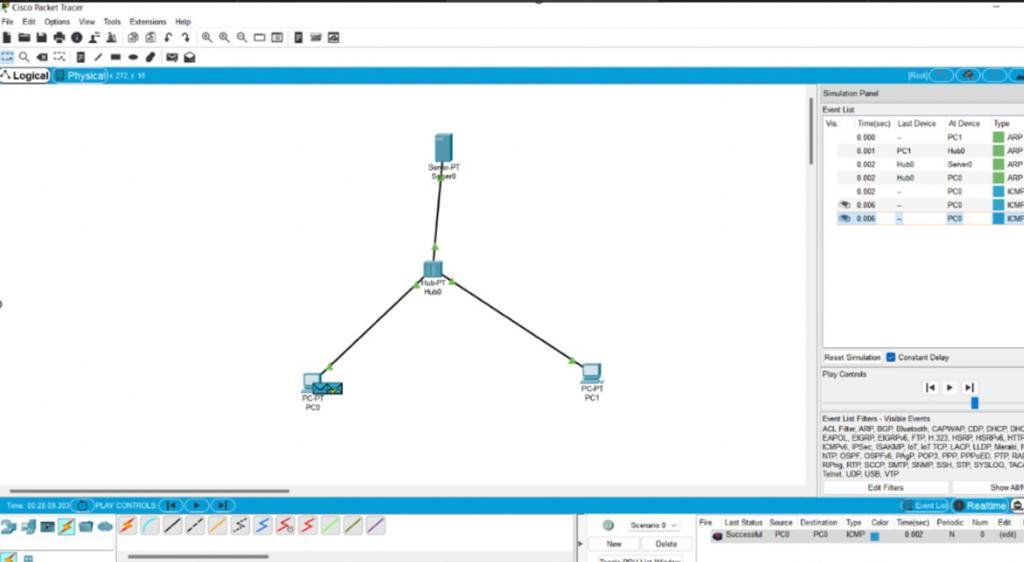 Cisco Packet Tracer
File Edit Options View Tools Extensions Help
Logical Physical x: 272, y: 16 [Root]
Simulation Panel
Event List
Vis. Time(sec) Last Device At Device Type
0.000 -- PC1 ARP
0.001 PC1 Hub0 ARP
0.002 Hub0 Server0 ARP
0.002 Hub0 PC0 ARP
0.002 -- PC0 ICMP
0.006 -- PC0 ICMP
0.006 -- PC0 ICMP
Server-PT
Server0
Hub-PT
Hub0
PC-PT
PC0
PC-PT
PC1
Reset Simulation Constant Delay
Play Controls
Event List Filters - Visible Events
ACL Filter, ARP, BGP, Bluetooth, CAPWAP, CDP, DHCP, DHC
EAPOL, EIGRP, EIGRPv6, FTP, H.323, HSRP, HSRPv6, HTTP
ICMPv6, IPSec, ISAKMP, IoT, IoT TCP, LACP, LLDP, Meraki, N
NTP, OSPF, OSPFv6, PAgP, POP3, PPP, PPPoED, PTP, RAD
RIPng, RTP, SCCP, SMTP, SNMP, SSH, STP, SYSLOG, TACA
Telnet, UDP, USB, VTP
Edit Filters Show All/N
Time: 00:28:09.303 PLAY CONTROLS: Event List Realtime
Scenario 0
New Delete
Toggle PDU List Window
Fire Last Status Source Destination Type Color Time(sec) Periodic Num Edit
Successful PC0 PC0 ICMP 0.002 N 0 (edit)